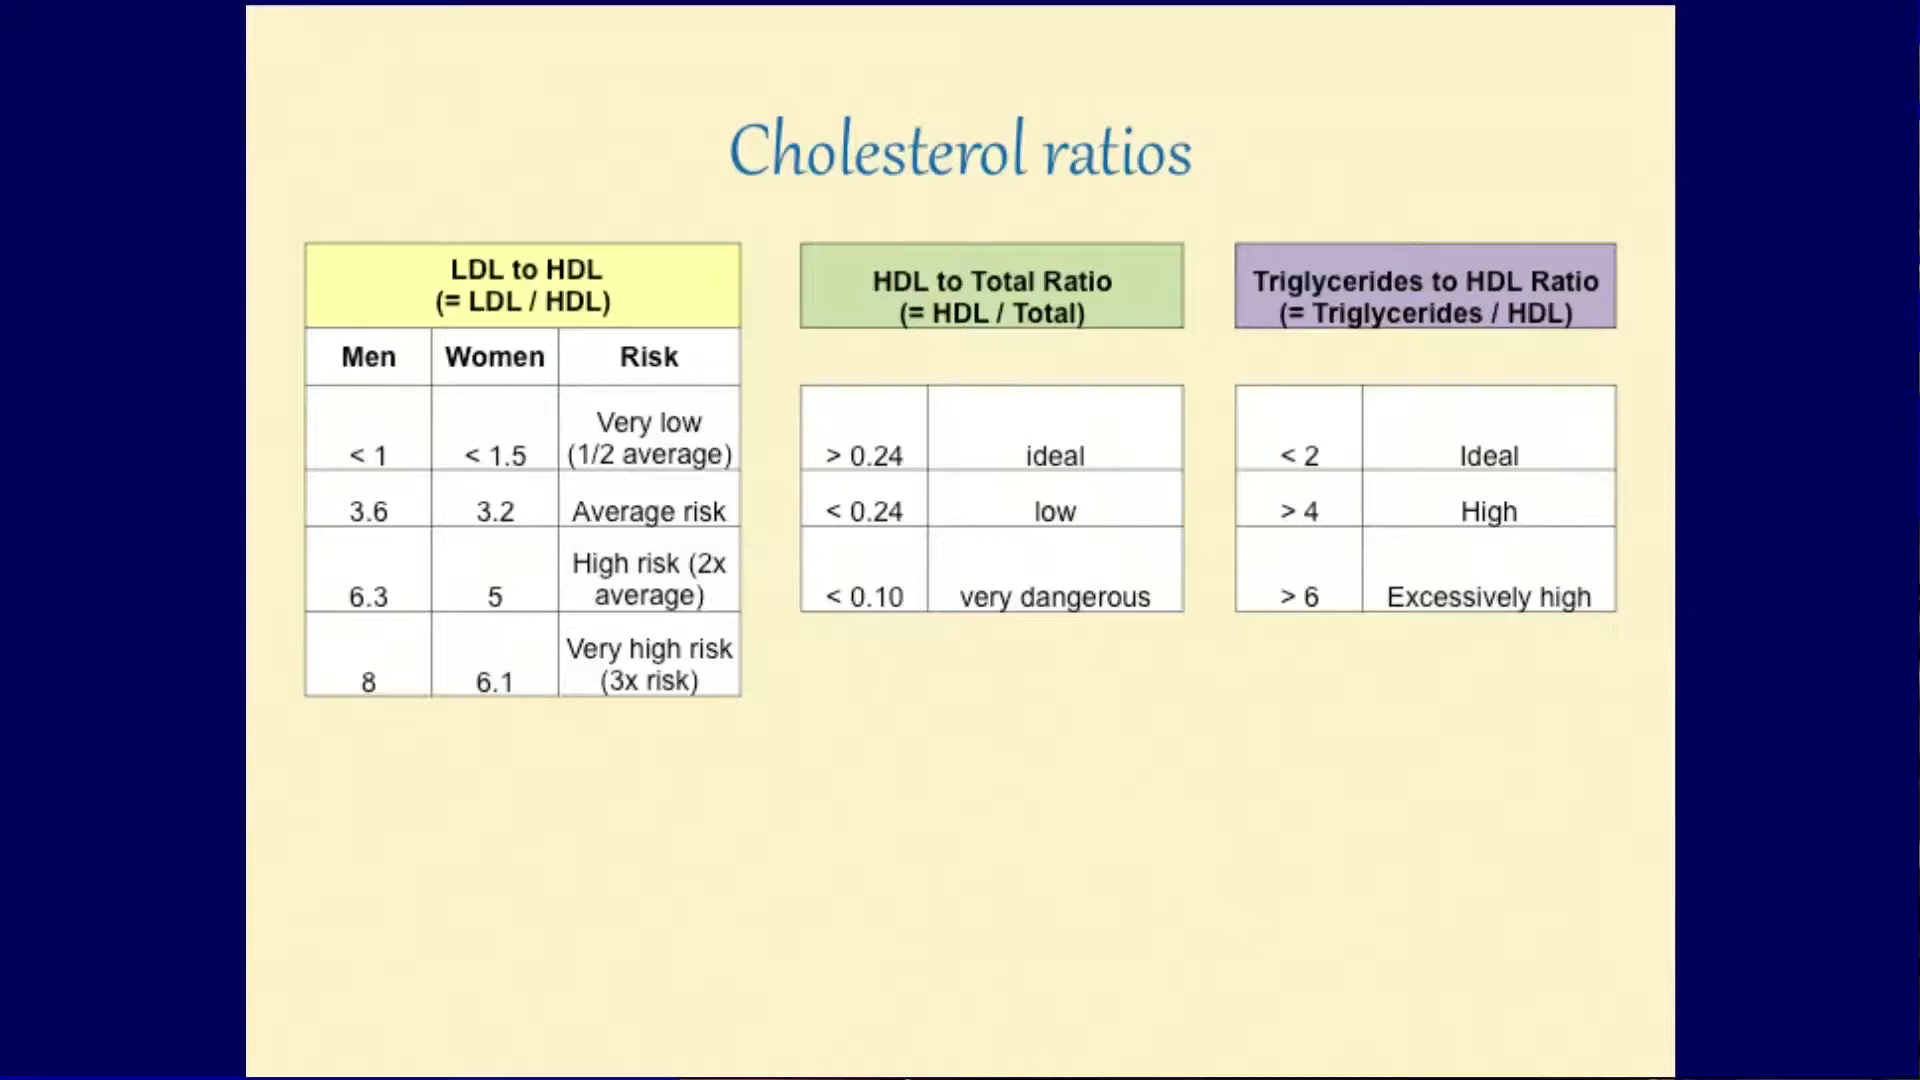 Cholesterol ratios
LDL to HDL
(= LDL / HDL)
Men Women Risk
Very low
< 1 < 1.5 (1/2 average)
3.6 3.2 Average risk
High risk (2x
6.3 5 average)
Very high risk
8 6.1 (3x risk)
HDL to Total Ratio
(= HDL / Total)
> 0.24 ideal
< 0.24 low
< 0.10 very dangerous
Triglycerides to HDL Ratio
(= Triglycerides / HDL)
< 2 Ideal
> 4 High
> 6 Excessively high